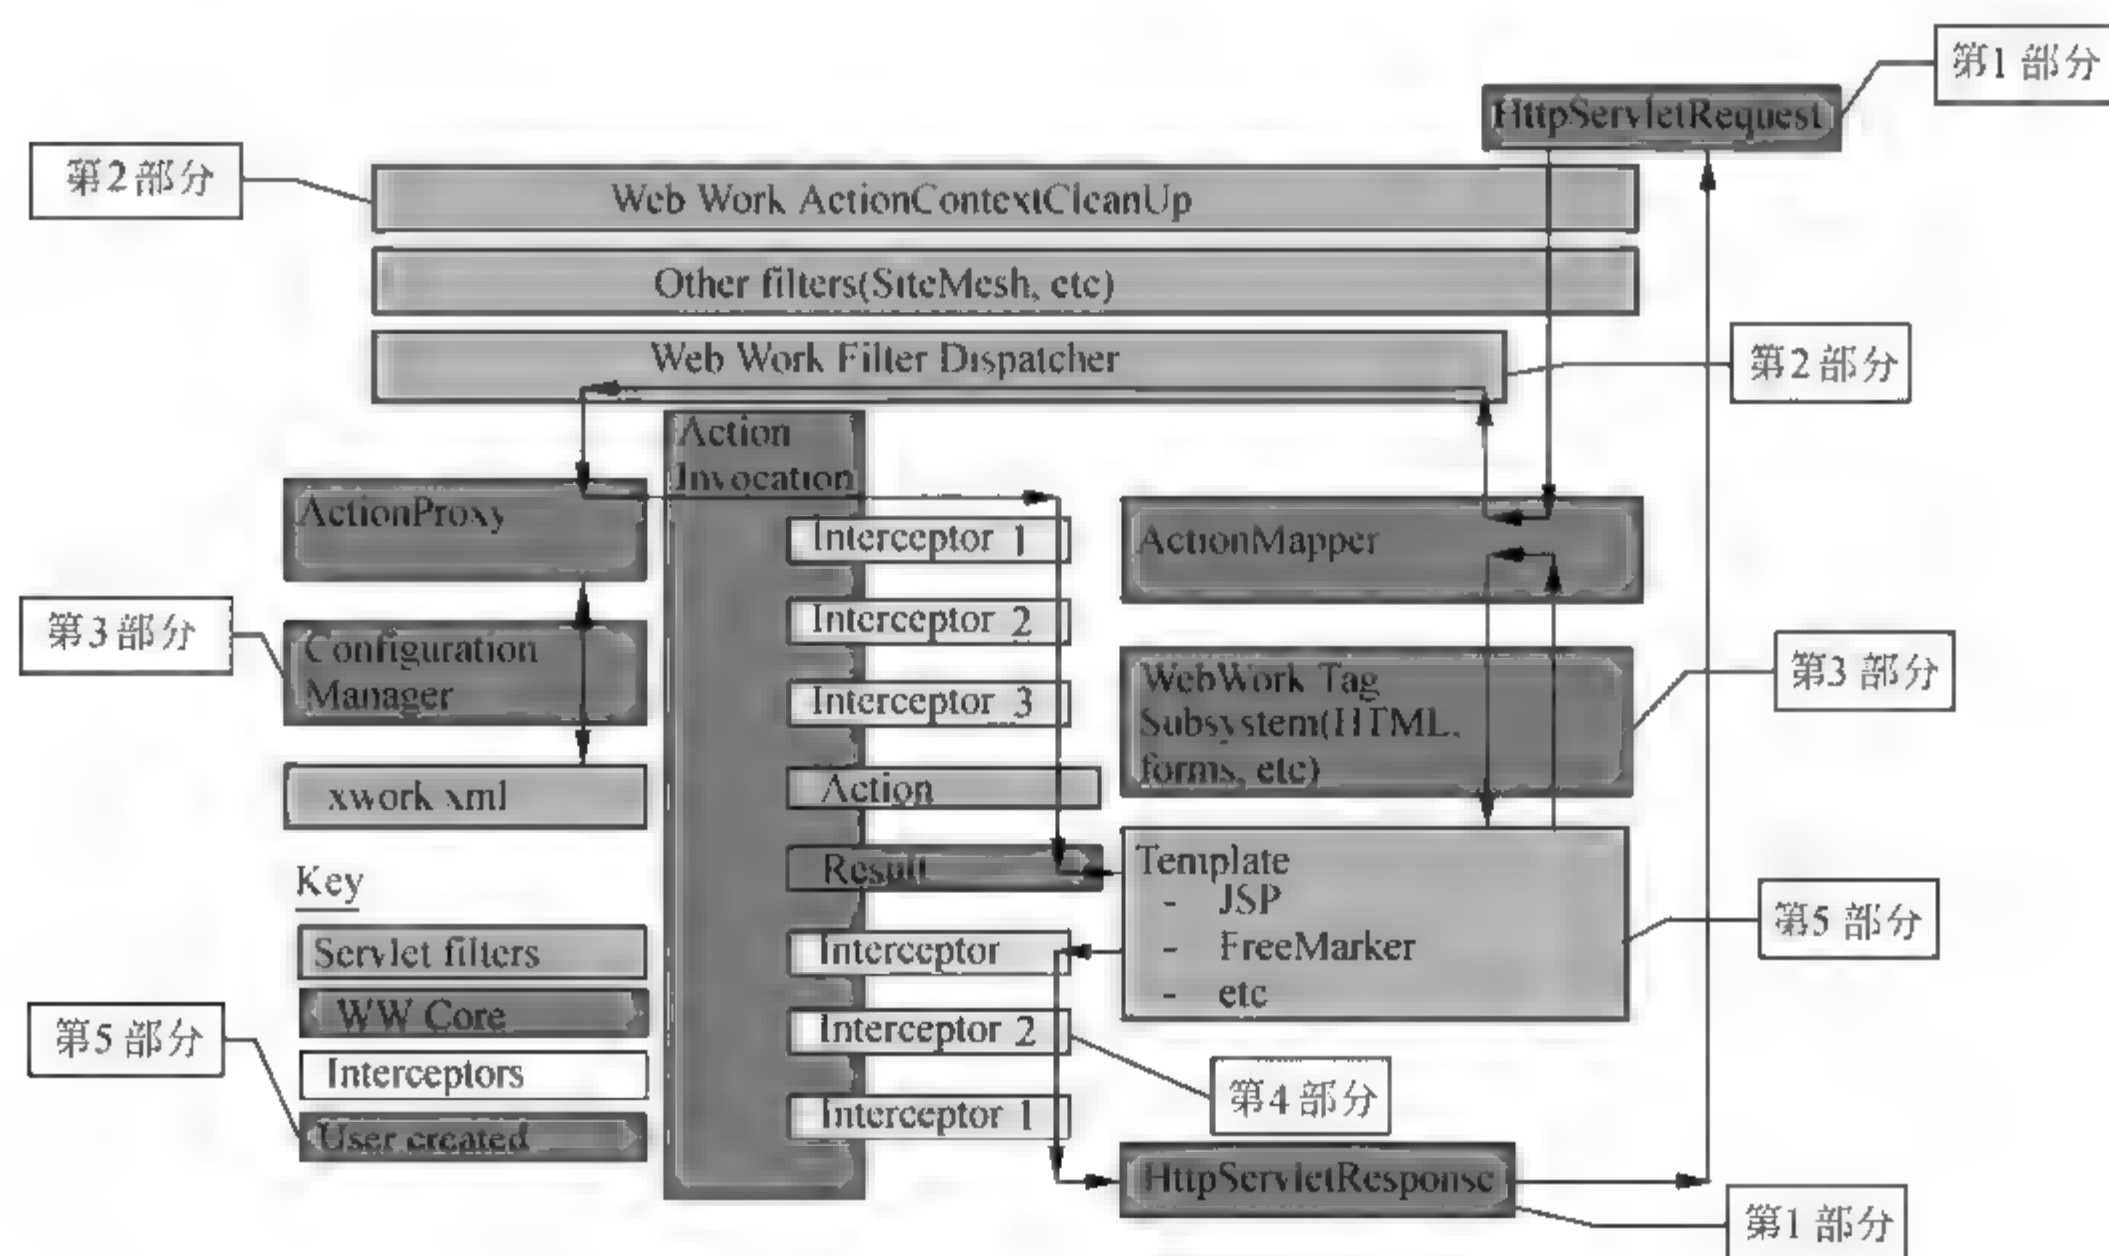 第1 部分
HttpServletRequest
第2 部分
Web Work ActionContextCleanUp
Other filters(SiteMesh, etc)
Web Work Filter Dispatcher
第2 部分
Action
Invocation
ActionProxy
Interceptor 1
ActionMapper
第3 部分
Configuration
Manager
Interceptor 2
Interceptor 3
WebWork Tag
Subsystem(HTML,
forms, etc)
第3 部分
xwork xml
Action
Result
Template
- JSP
- FreeMarker
- etc
第5 部分
Key
Servlet filters
WW Core
Interceptors
User created
第5 部分
Interceptor
Interceptor 2
Interceptor 1
第4 部分
HttpServletResponse
第1 部分